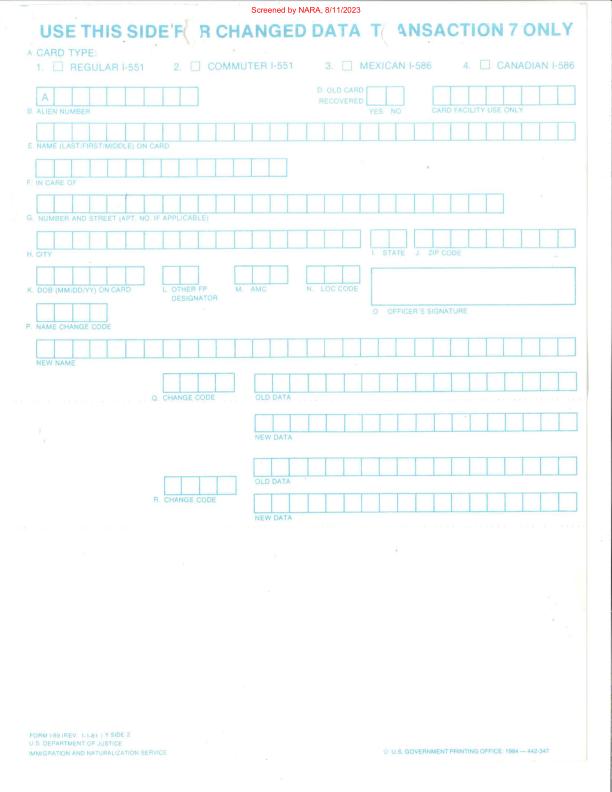 Screened by NARA, 8/11/2023
USE THIS SIDE F R CHANGED DATA T ANSACTION 7 ONLY
A. CARD TYPE:
1. REGULAR I-551 2. COMMUTER I-551 3. MEXICAN I-586 4. CANADIAN I-586
A
D. OLD CARD
RECOVERED
YES NO
B. ALIEN NUMBER
CARD FACILITY USE ONLY
E. NAME (LAST/FIRST/MIDDLE) ON CARD
F. IN CARE OF
G. NUMBER AND STREET (APT. NO. IF APPLICABLE)
H. CITY I. STATE J. ZIP CODE
K. DOB (MM/DD/YY) ON CARD L. OTHER FP DESIGNATOR M. AMC N. LOC CODE
O. OFFICER'S SIGNATURE
P. NAME CHANGE CODE
NEW NAME
Q. CHANGE CODE OLD DATA
NEW DATA
OLD DATA
R. CHANGE CODE
NEW DATA
FORM I-89 (REV. 1-1-81) Y SIDE 2
U.S. DEPARTMENT OF JUSTICE
IMMIGRATION AND NATURALIZATION SERVICE
☆ U.S. GOVERNMENT PRINTING OFFICE: 1984 — 442-347